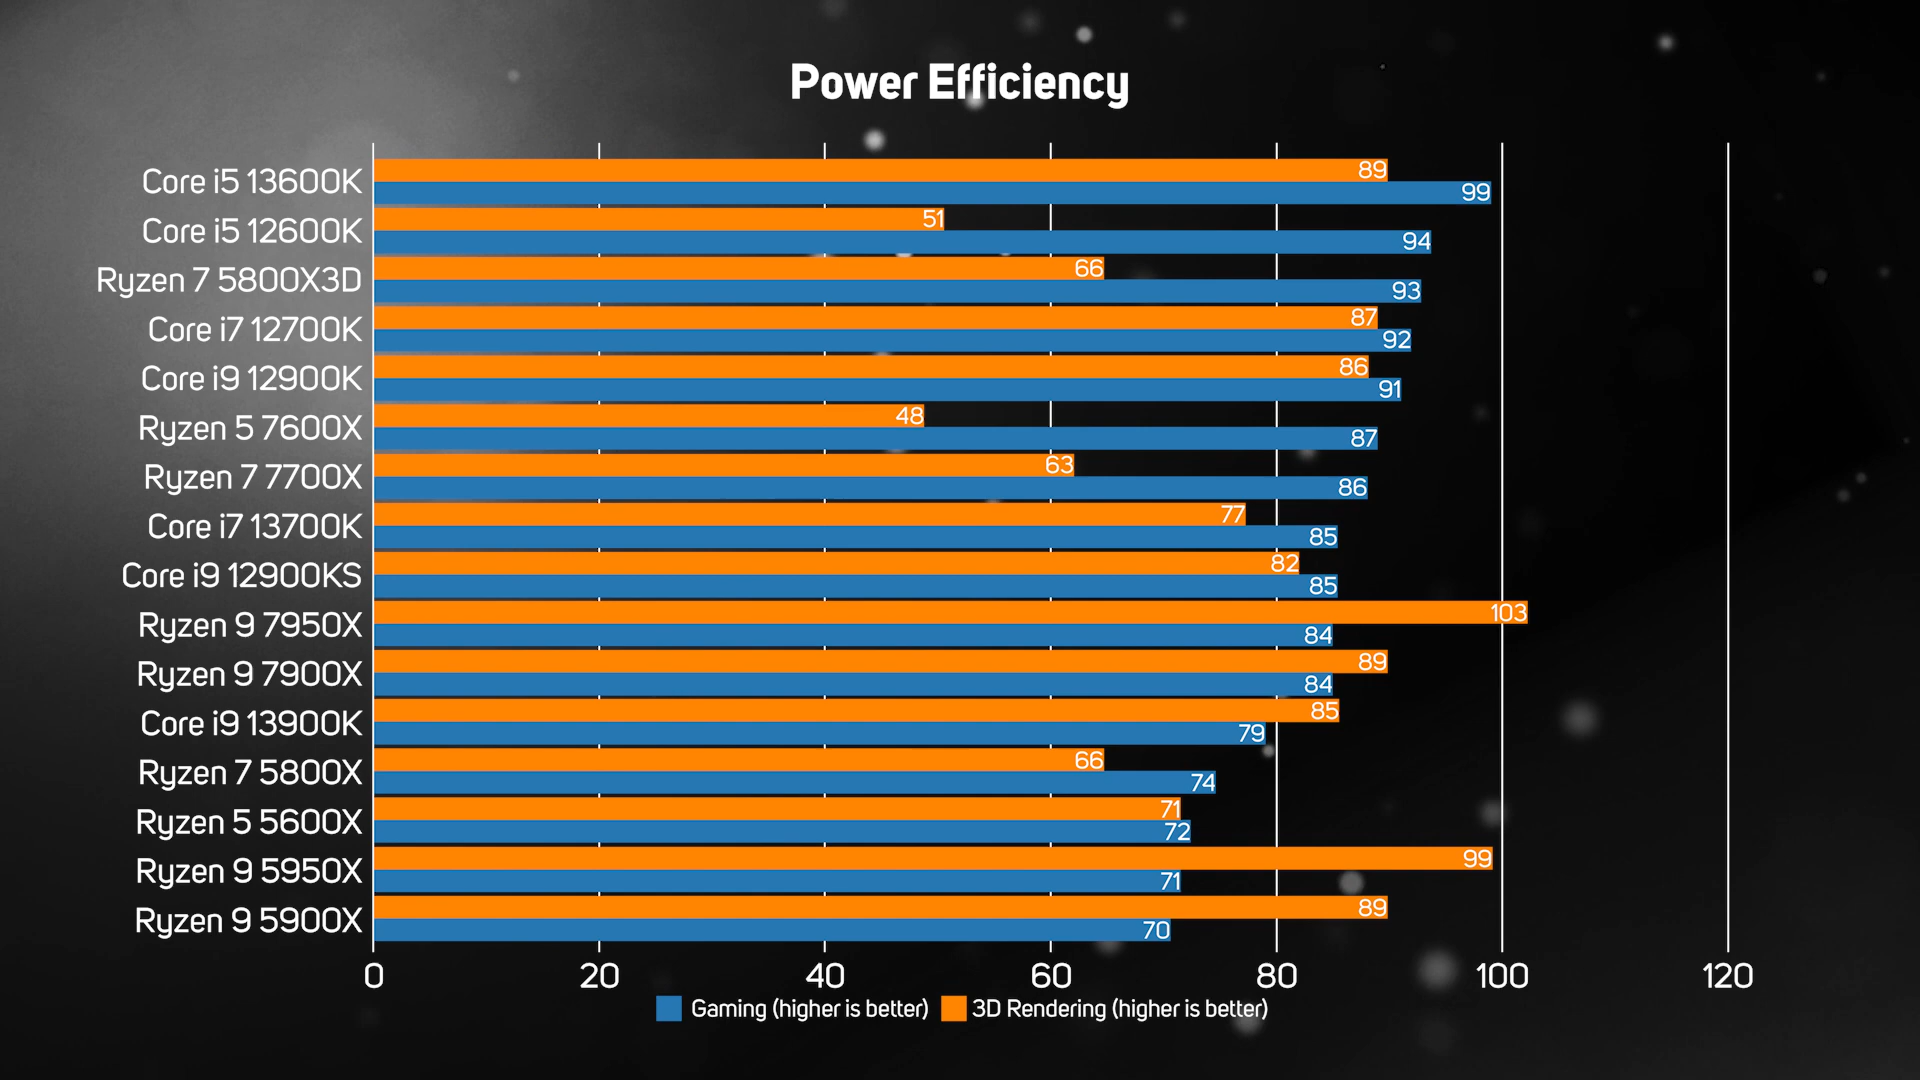 Power Efficiency
Core i5 13600K
89
99
Core i5 12600K
51
94
Ryzen 7 5800X3D
66
93
Core i7 12700K
87
92
Core i9 12900K
86
91
Ryzen 5 7600X
48
87
Ryzen 7 7700X
63
86
Core i7 13700K
77
85
Core i9 12900KS
82
85
Ryzen 9 7950X
103
84
Ryzen 9 7900X
89
84
Core i9 13900K
85
79
Ryzen 7 5800X
66
74
Ryzen 5 5600X
71
72
Ryzen 9 5950X
99
71
Ryzen 9 5900X
89
70
0 20 40 60 80 100 120
Gaming (higher is better) 3D Rendering (higher is better)